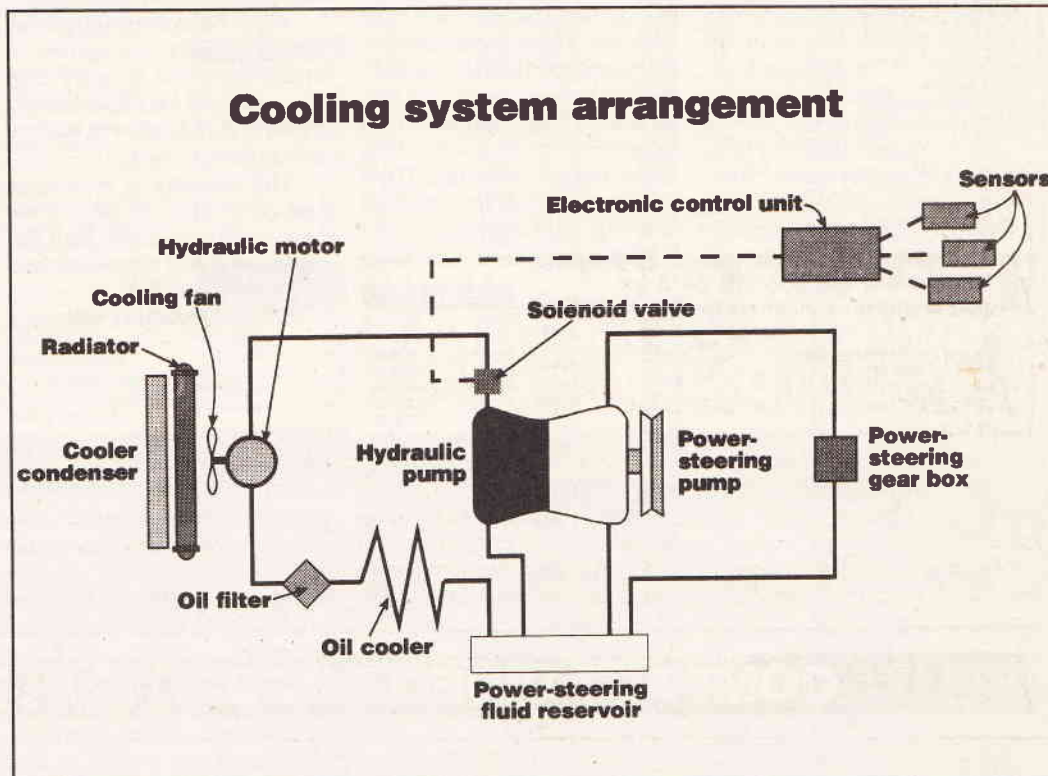 Cooling system arrangement
Sensors
Electronic control unit
Hydraulic motor
Cooling fan
Solenoid valve
Radiator
Cooler
condenser
Hydraulic
pump
Power-
steering
pump
Power-
steering
gear box
Oil filter
Oil cooler
Power-steering
fluid reservoir